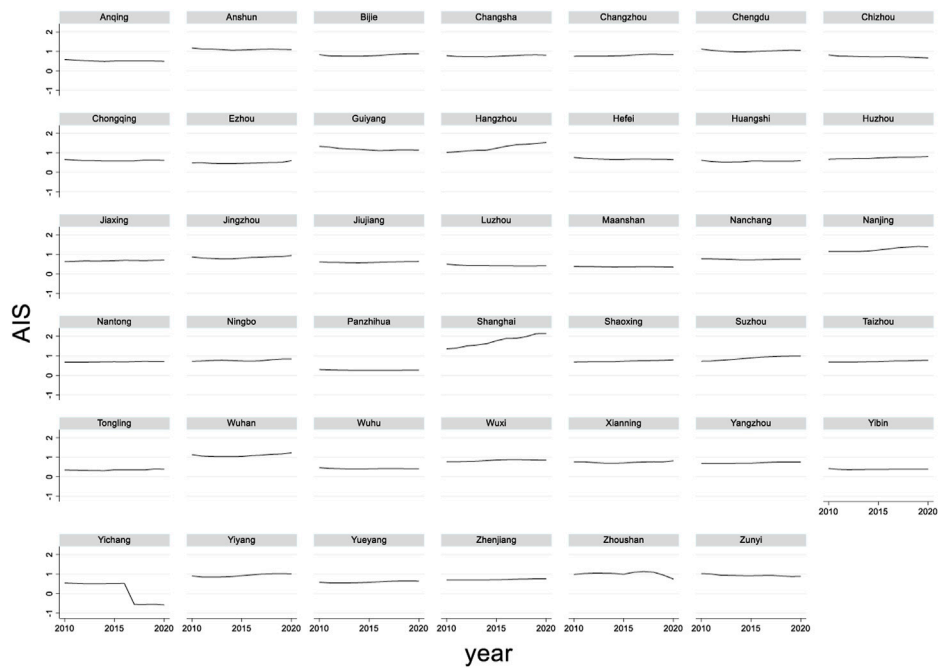 Anqing Anshun Bijie Changsha Changzhou Chengdu Chizhou
2
1
0
-1
Chongqing Ezhou Guiyang Hangzhou Hefei Huangshi Huzhou
2
1
0
-1
Jiaxing Jingzhou Jiujiang Luzhou Maanshan Nanchang Nanjing
2
1
0
-1
AIS
Nantong Ningbo Panzhihua Shanghai Shaoxing Suzhou Taizhou
2
1
0
-1
Tongling Wuhan Wuhu Wuxi Xianning Yangzhou Yibin
2
1
0
-1
2010 2015 2020
Yichang Yiyang Yueyang Zhenjiang Zhoushan Zunyi
2
1
0
-1
2010 2015 2020 2010 2015 2020 2010 2015 2020 2010 2015 2020 2010 2015 2020 2010 2015 2020
year